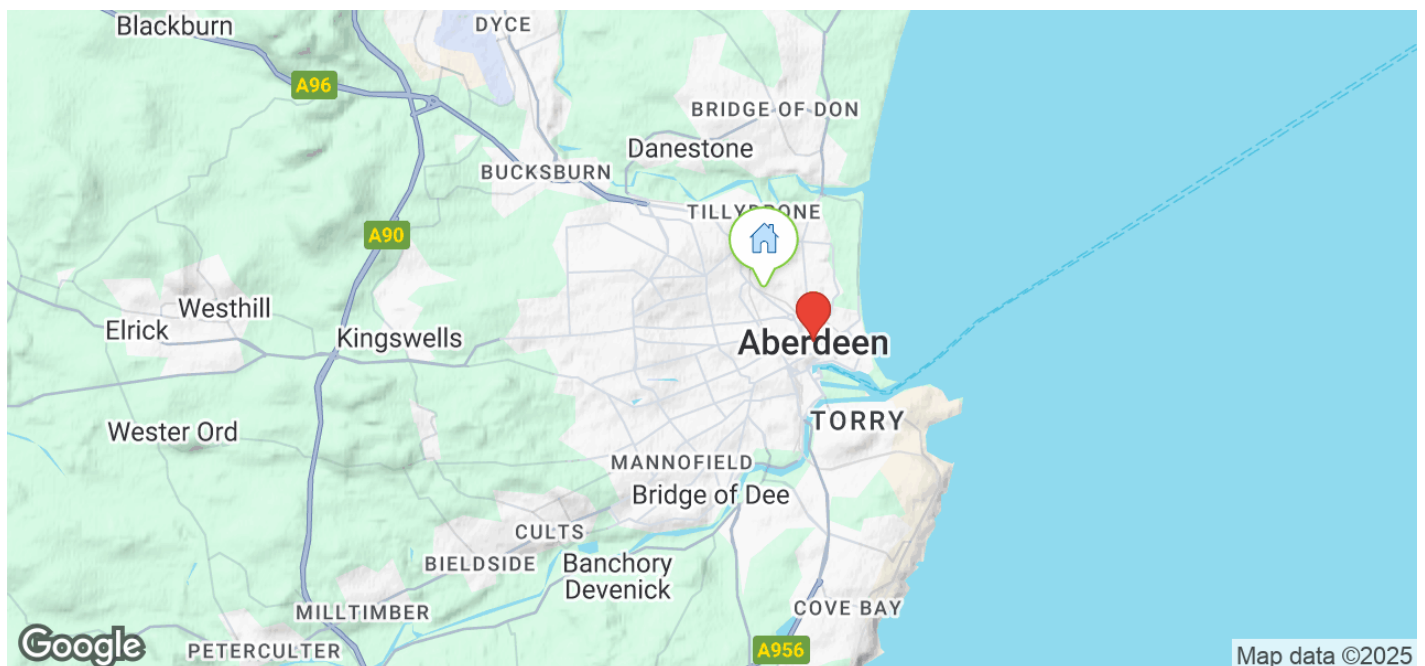 Blackburn
DYCE
A96
BRIDGE OF DON
Danestone
BUCKSBURN
TILLYDRONE
A90
Westhill
Elrick
Kingswells
Aberdeen
TORRY
Wester Ord
MANNOFIELD
Bridge of Dee
CULTS
BIELDSIDE
Banchory
Devenick
MILLTIMBER
COVE BAY
PETERCULTER
A956
Google
Map data ©2025